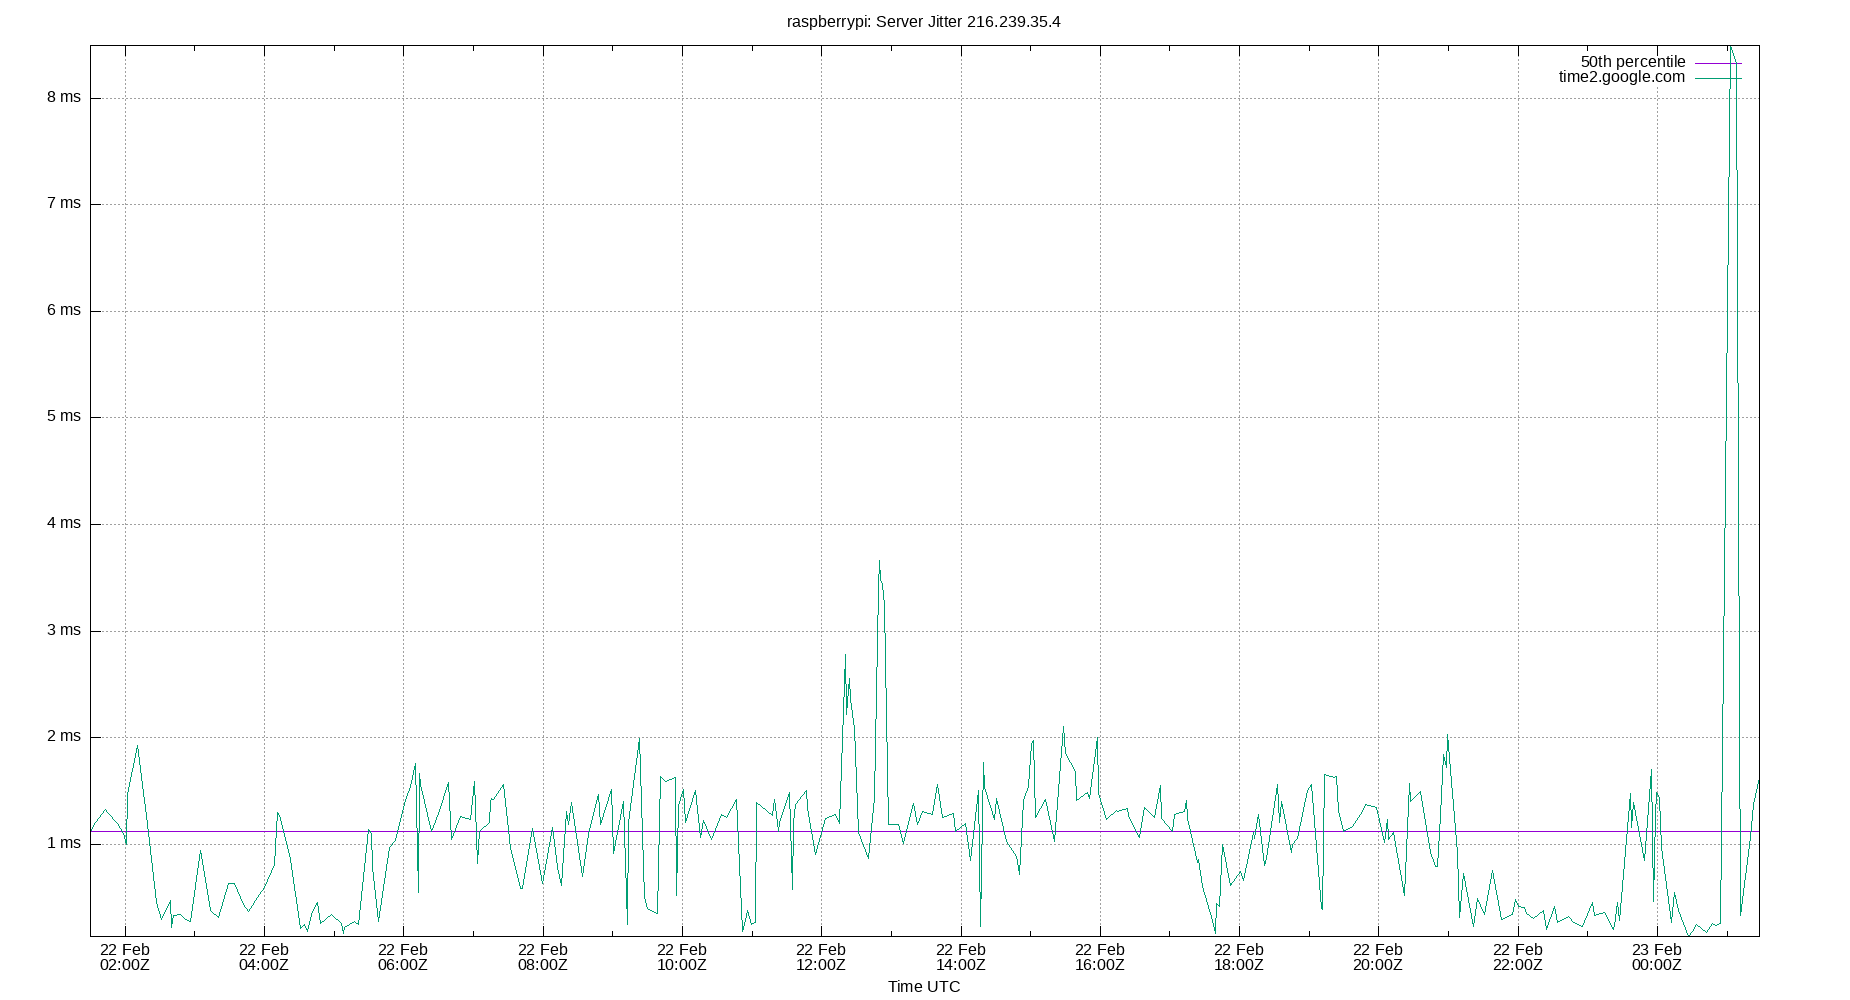 raspberrypi: Server Jitter 216.239.35.4
50th percentile
time2.google.com
8 ms
7 ms
6 ms
5 ms
4 ms
3 ms
2 ms
1 ms
22 Feb 22 Feb 22 Feb 22 Feb 22 Feb 22 Feb 22 Feb 22 Feb 22 Feb 22 Feb 22 Feb 23 Feb
02:00Z 04:00Z 06:00Z 08:00Z 10:00Z 12:00Z 14:00Z 16:00Z 18:00Z 20:00Z 22:00Z 00:00Z
Time UTC